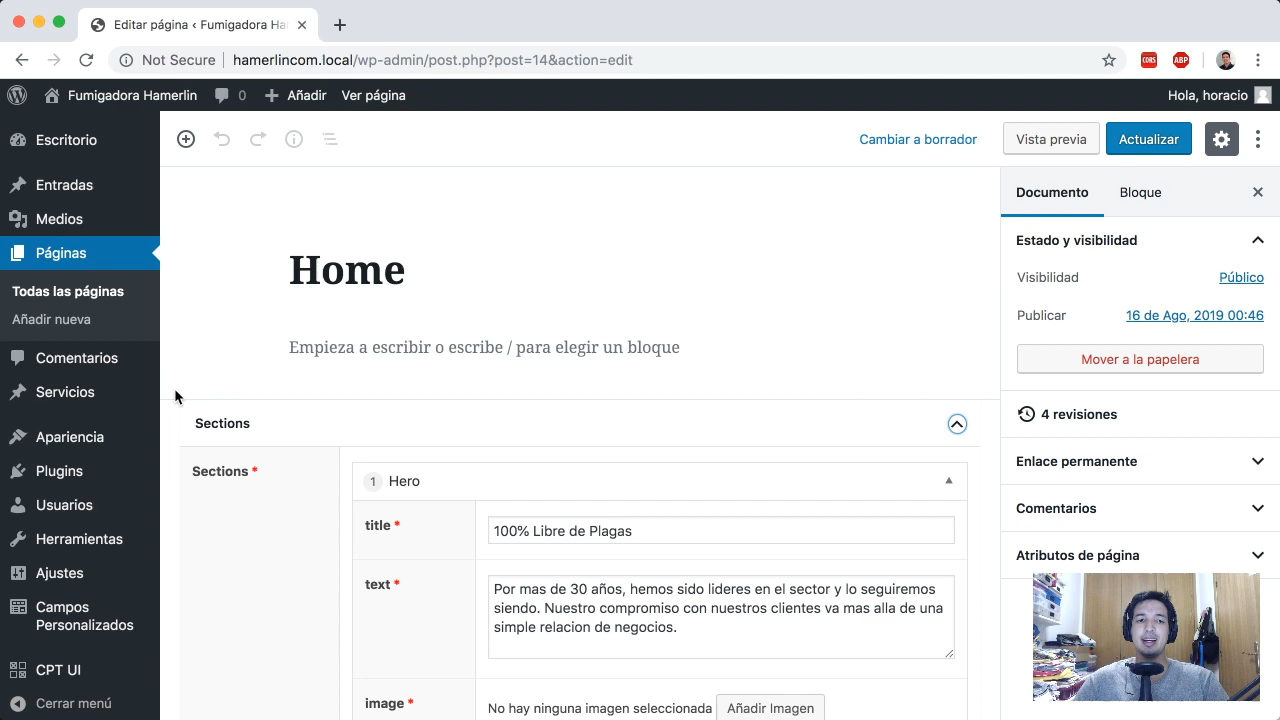 Editar página ‹ Fumigadora Ha
Not Secure
hamerlincom.local/wp-admin/post.php?post=14&action=edit
CORS
ABP
Fumigadora Hamerlin
0
Añadir
Ver página
Hola, horacio
Escritorio
Entradas
Medios
Páginas
Todas las páginas
Añadir nueva
Comentarios
Servicios
Apariencia
Plugins
Usuarios
Herramientas
Ajustes
Campos
Personalizados
CPT UI
Cerrar menú
Cambiar a borrador
Vista previa
Actualizar
Home
Empieza a escribir o escribe / para elegir un bloque
Sections
Sections *
1 Hero
title *
100% Libre de Plagas
text *
Por mas de 30 años, hemos sido lideres en el sector y lo seguiremos
siendo. Nuestro compromiso con nuestros clientes va mas alla de una
simple relacion de negocios.
image *
No hay ninguna imagen seleccionada
Añadir Imagen
Documento
Bloque
Estado y visibilidad
Visibilidad
Público
Publicar
16 de Ago, 2019 00:46
Mover a la papelera
4 revisiones
Enlace permanente
Comentarios
Atributos de página